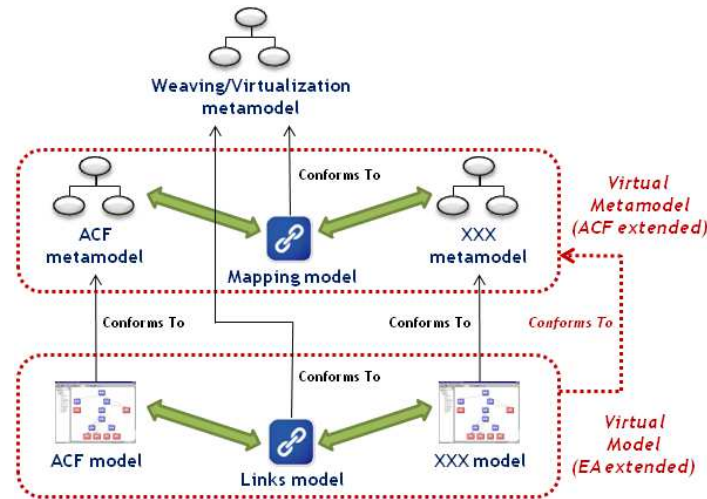 Weaving/Virtualization
metamodel
Conforms To
ACF
metamodel
Mapping model
XXX
metamodel
Virtual
Metamodel
(ACF extended)
Conforms To
Conforms To
Conforms To
Conforms To
ACF model
Links model
XXX model
Virtual
Model
(EA extended)